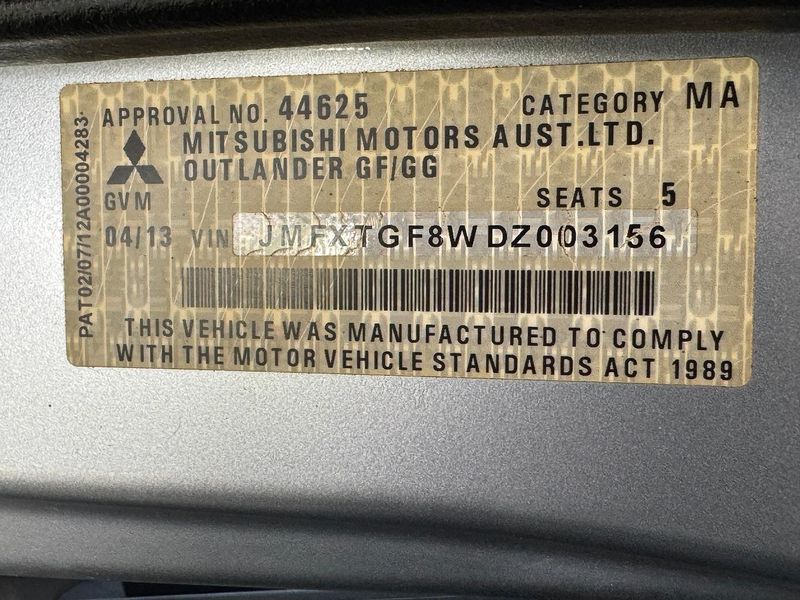 APPROVAL NO. 44625 CATEGORY MA
MITSUBISHI MOTORS AUST.LTD.
OUTLANDER GF/GG
GVM SEATS 5
04/13 VIN JMFXTGF8WDZ003156
THIS VEHICLE WAS MANUFACTURED TO COMPLY
WITH THE MOTOR VEHICLE STANDARDS ACT 1989
PAT02/07/12A00004283